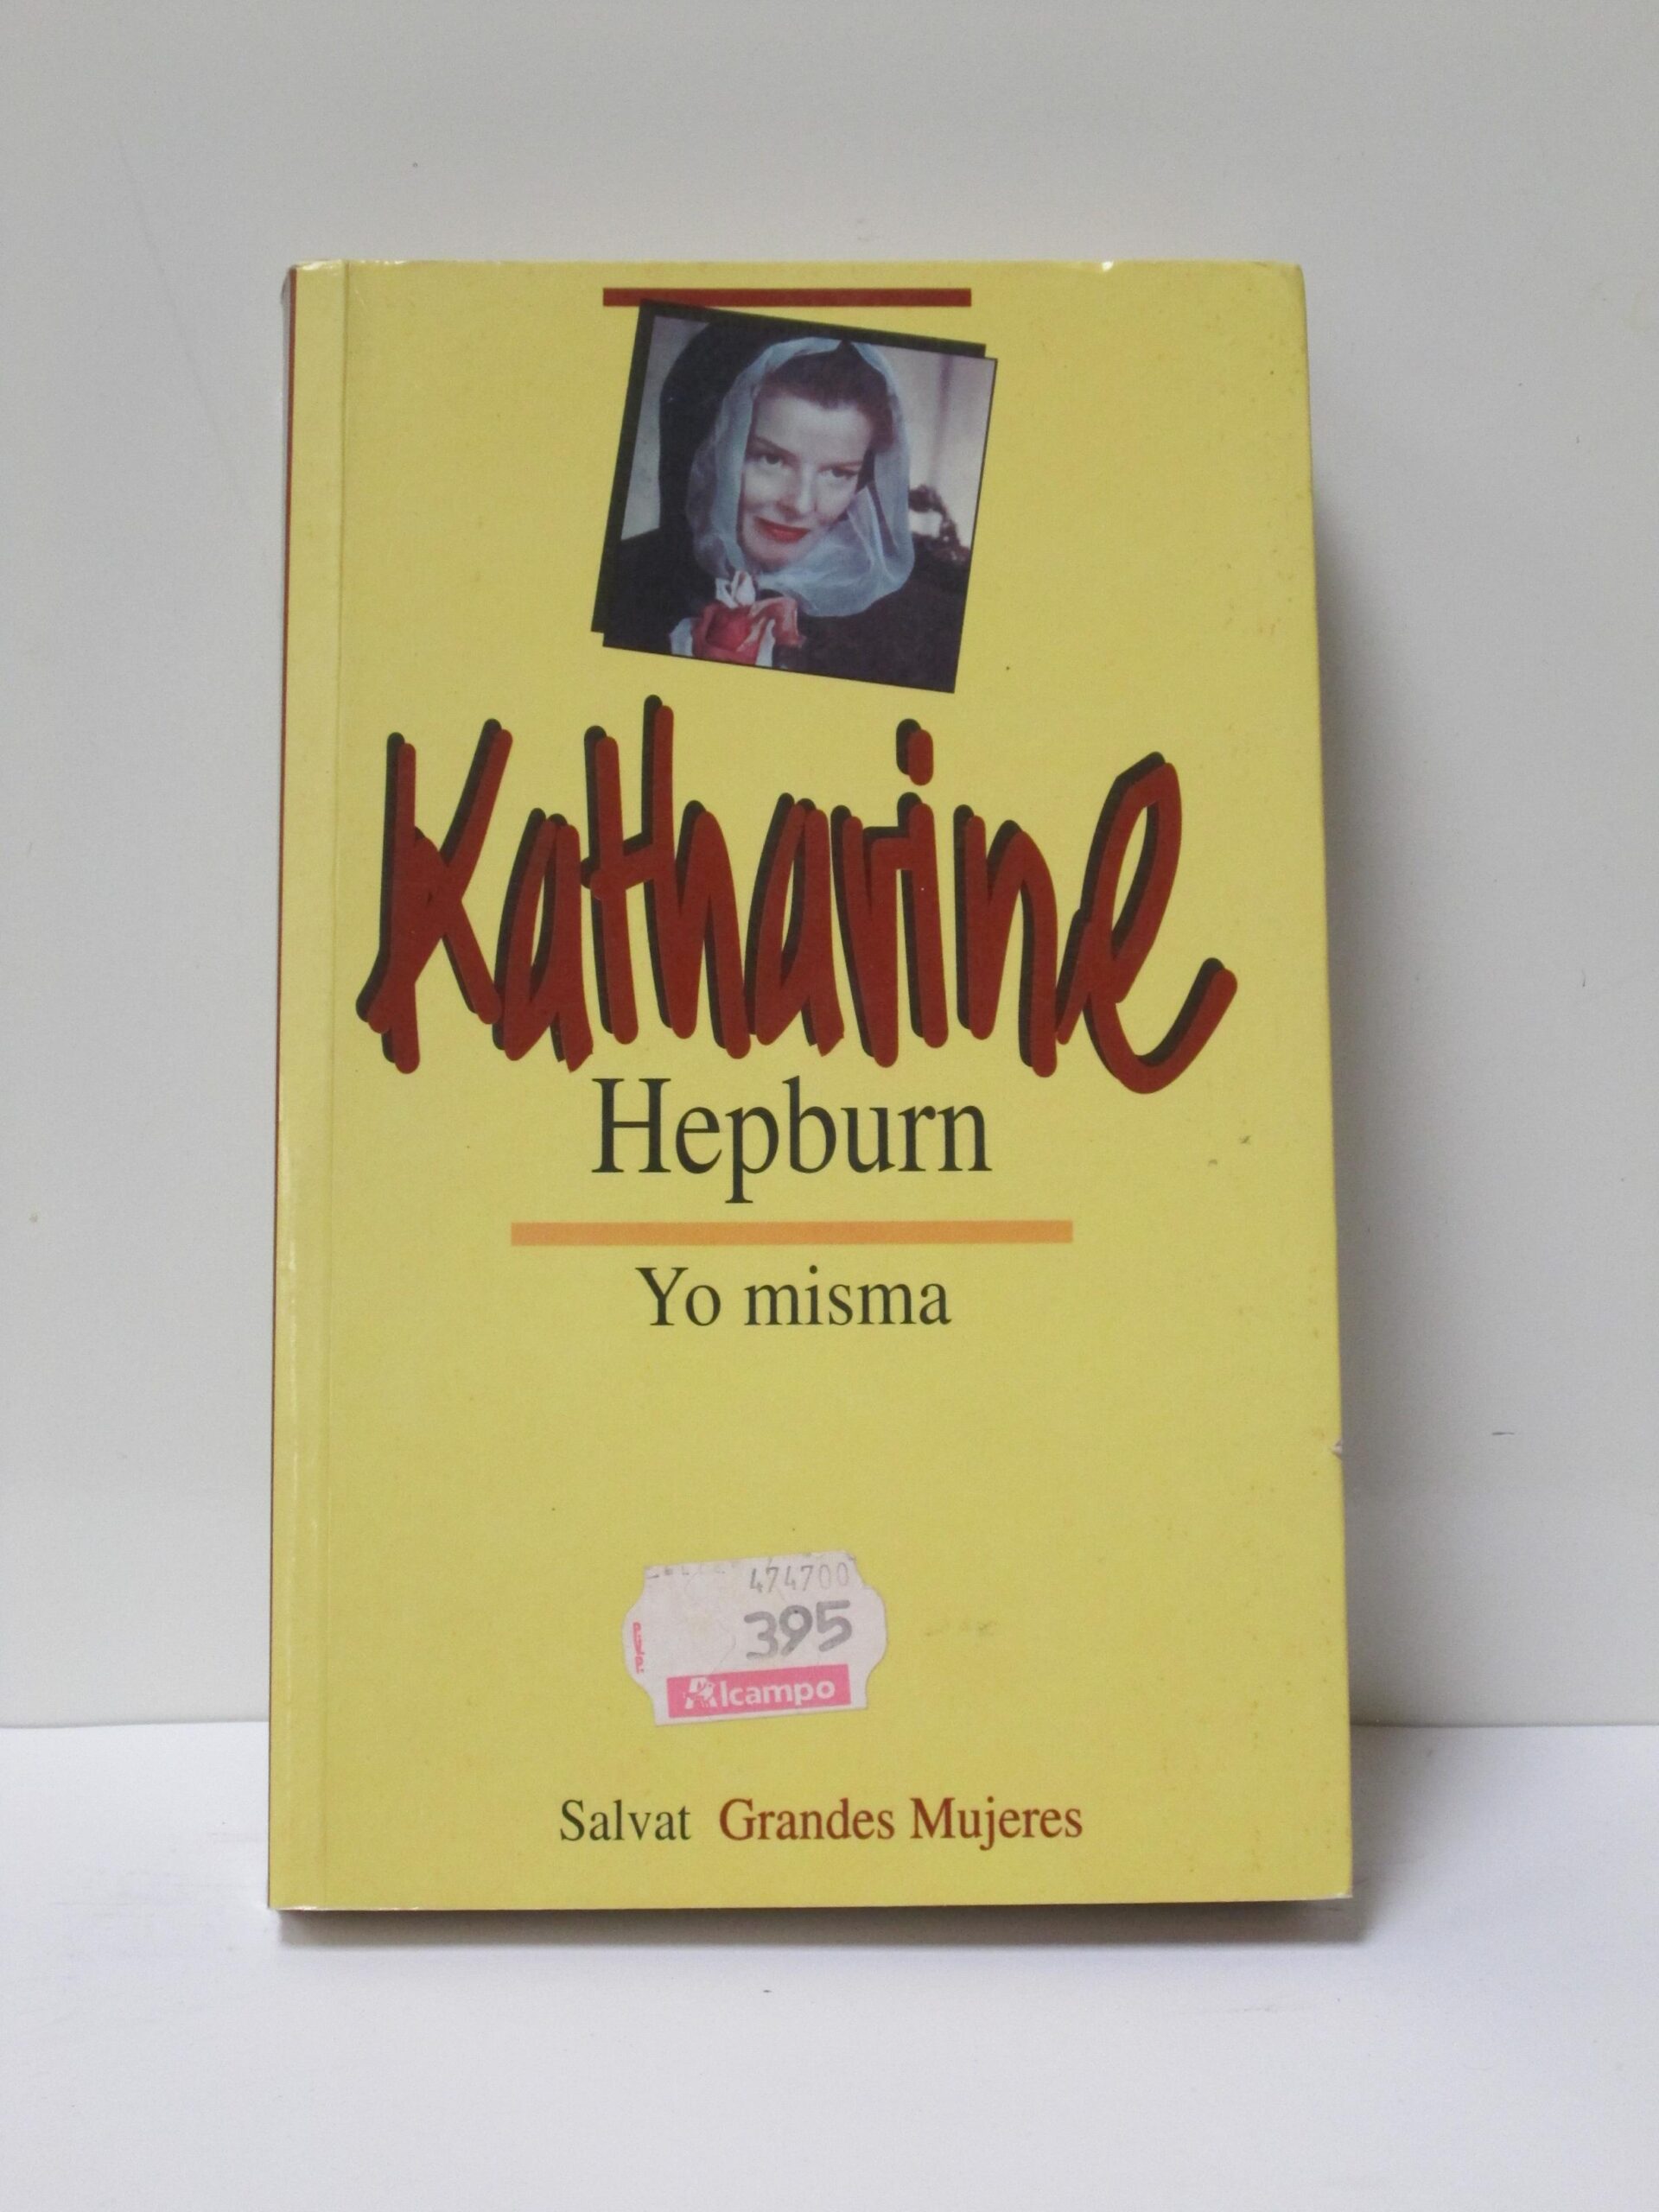 Katharine
Hepburn
Yo misma
474700
395
Alcampo
Salvat Grandes Mujeres